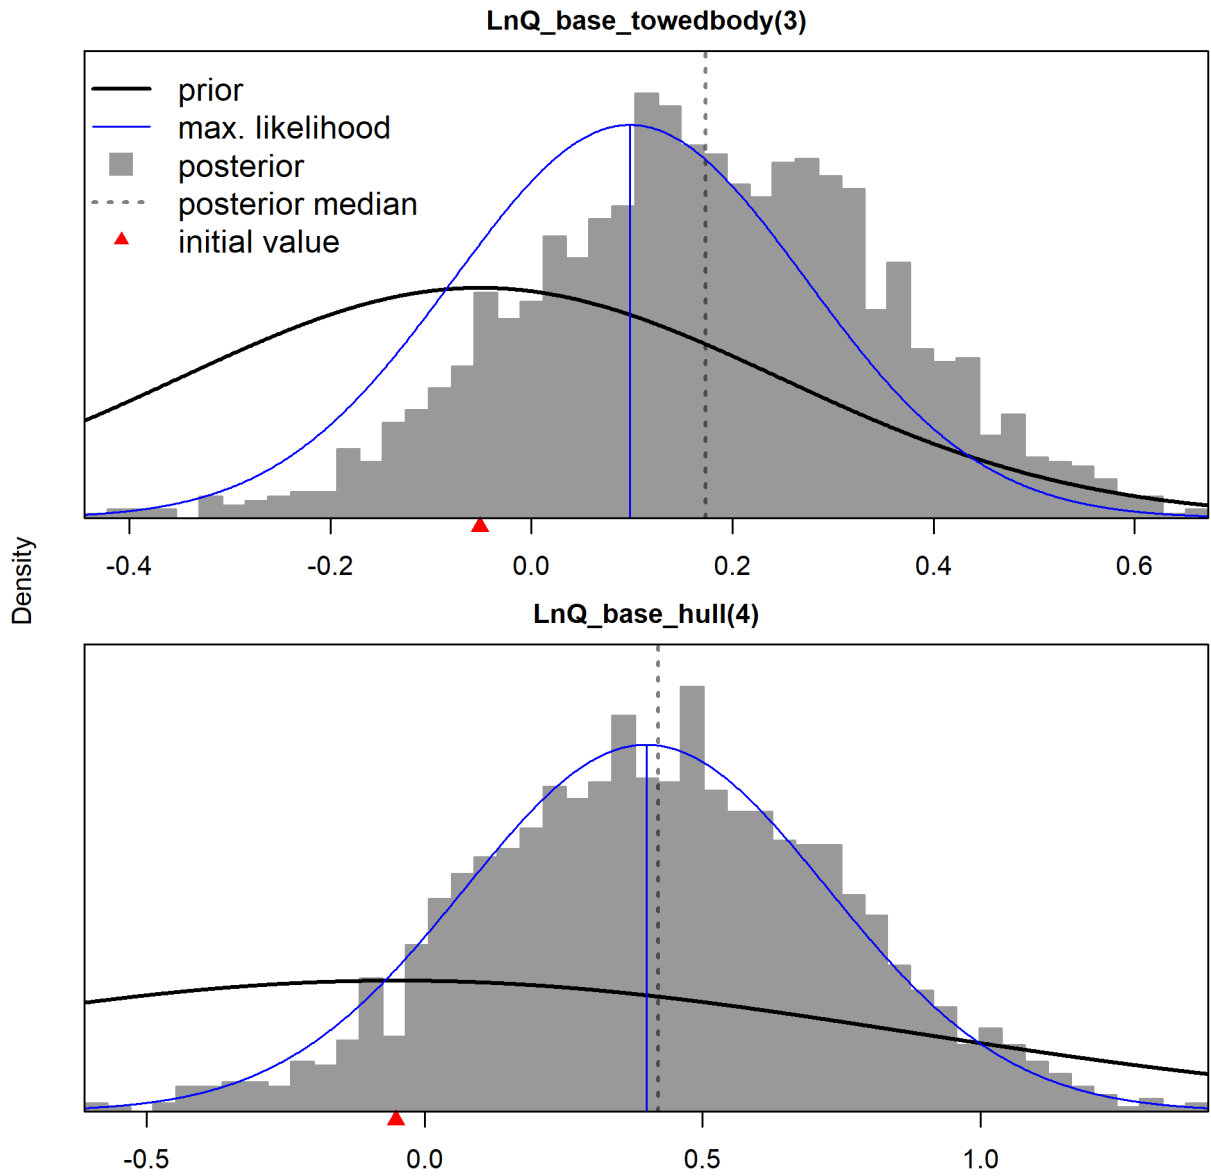 LnQ_base_towedbody(3)
prior
max. likelihood
posterior
posterior median
initial value
-0.4 -0.2 0.0 0.2 0.4 0.6
Density
LnQ_base_hull(4)
-0.5 0.0 0.5 1.0